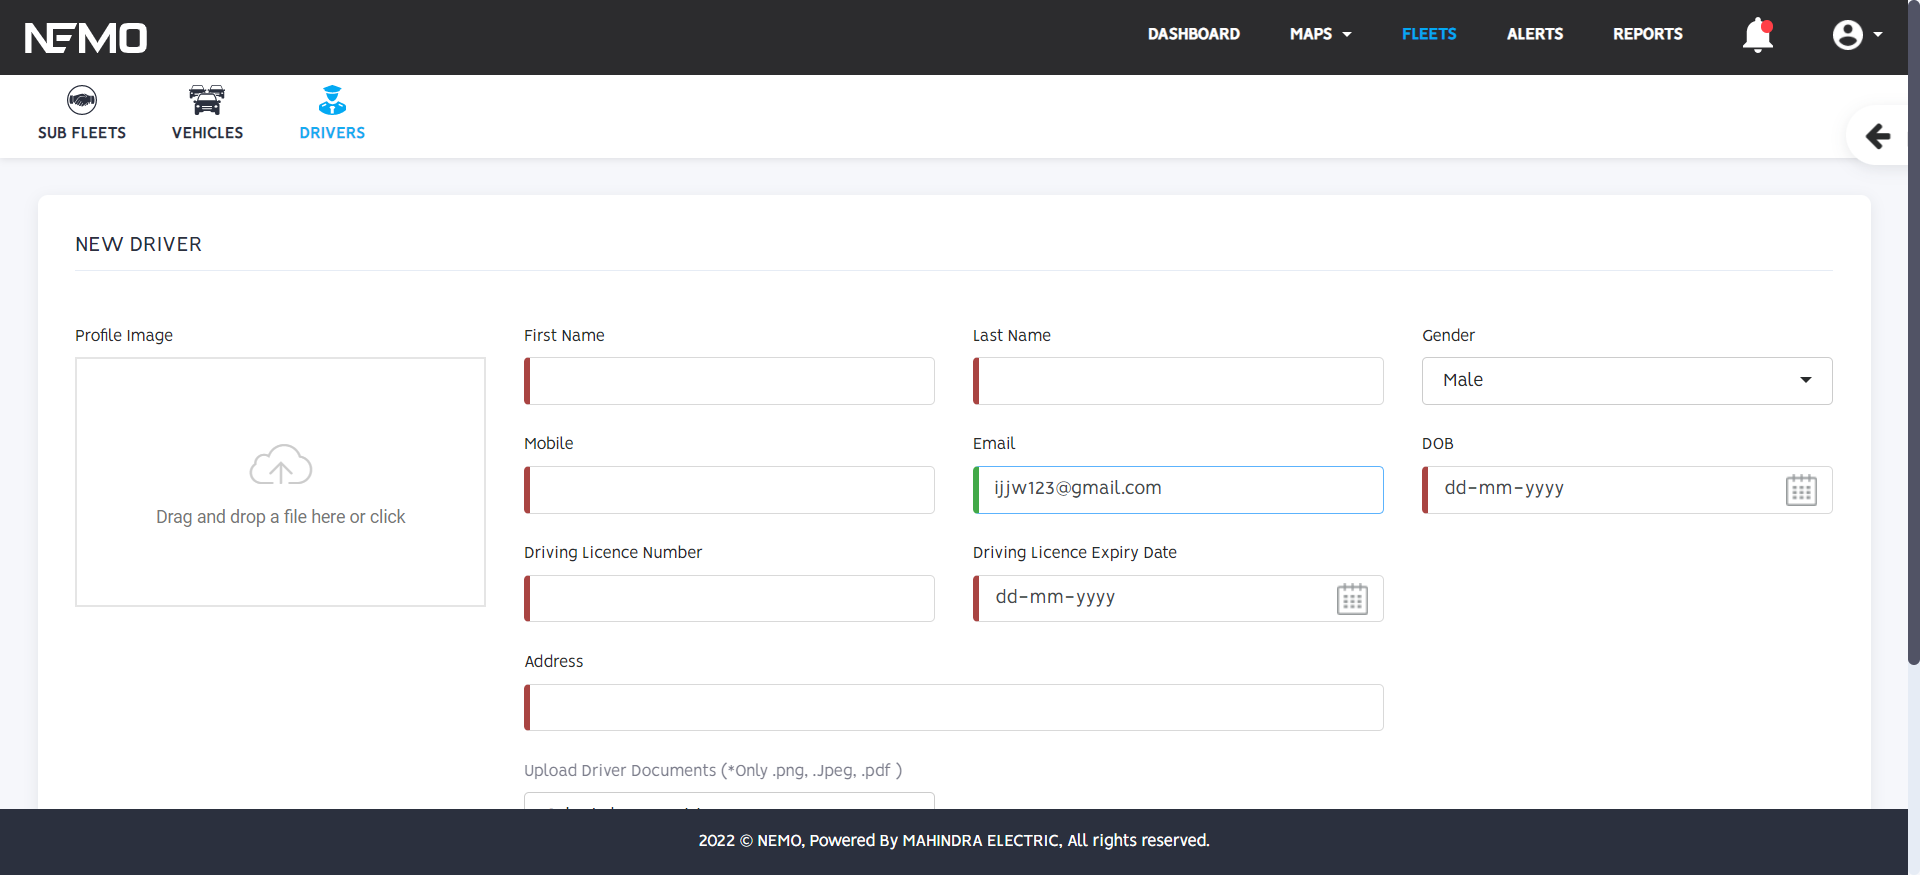 NEMO
DASHBOARD MAPS FLEETS ALERTS REPORTS
SUB FLEETS VEHICLES DRIVERS
NEW DRIVER
Profile Image
Drag and drop a file here or click
First Name
Last Name
Gender
Male
Mobile
Email
ijjw123@gmail.com
DOB
dd-mm-yyyy
Driving Licence Number
Driving Licence Expiry Date
dd-mm-yyyy
Address
Upload Driver Documents (*Only .png, .Jpeg, .pdf )
2022 © NEMO, Powered By MAHINDRA ELECTRIC, All rights reserved.